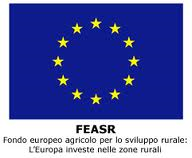 FEASR
Fondo europeo agricolo per lo sviluppo rurale:
L'Europa investe nelle zone rurali